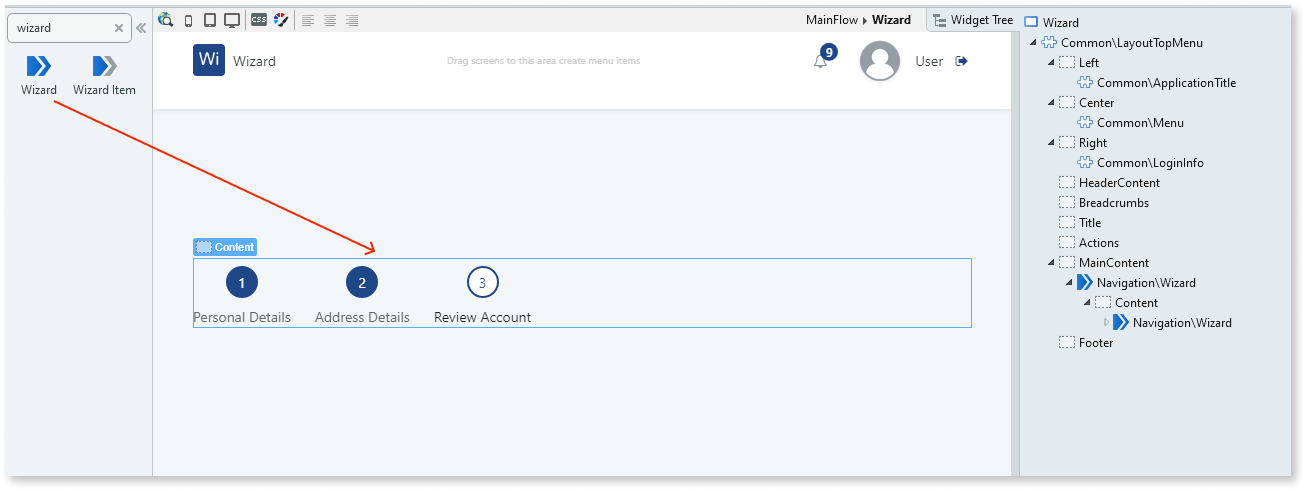 wizard
Wizard
Wizard Item
CSS
MainFlow Wizard
Widget Tree
Wi
Wizard
Drag screens to this area create menu items
9
User
Content
1
2
3
Personal Details
Address Details
Review Account
Wizard
Common\LayoutTopMenu
Left
Common\ApplicationTitle
Center
Common\Menu
Right
Common\LoginInfo
HeaderContent
Breadcrumbs
Title
Actions
MainContent
Navigation\Wizard
Content
Navigation\Wizard
Footer